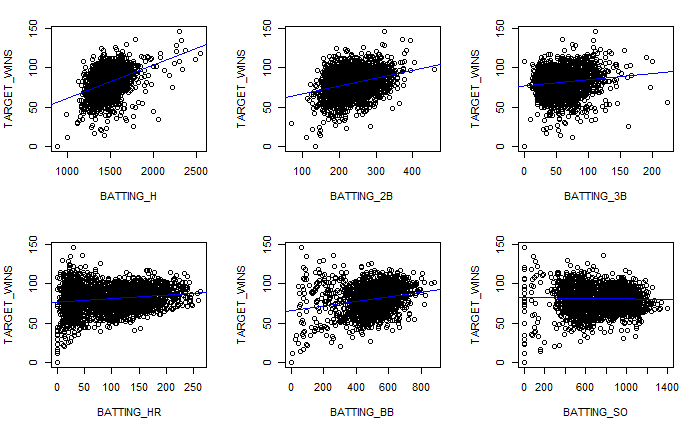 TARGET_WINS
0 50 100 150
1000 1500 2000 2500
BATTING_H
TARGET_WINS
0 50 100 150
100 200 300 400
BATTING_2B
TARGET_WINS
0 50 100 150
0 50 100 150 200
BATTING_3B
TARGET_WINS
0 50 100 150
0 50 100 150 200 250
BATTING_HR
TARGET_WINS
0 50 100 150
0 200 400 600 800
BATTING_BB
TARGET_WINS
0 50 100 150
0 200 600 1000 1400
BATTING_SO